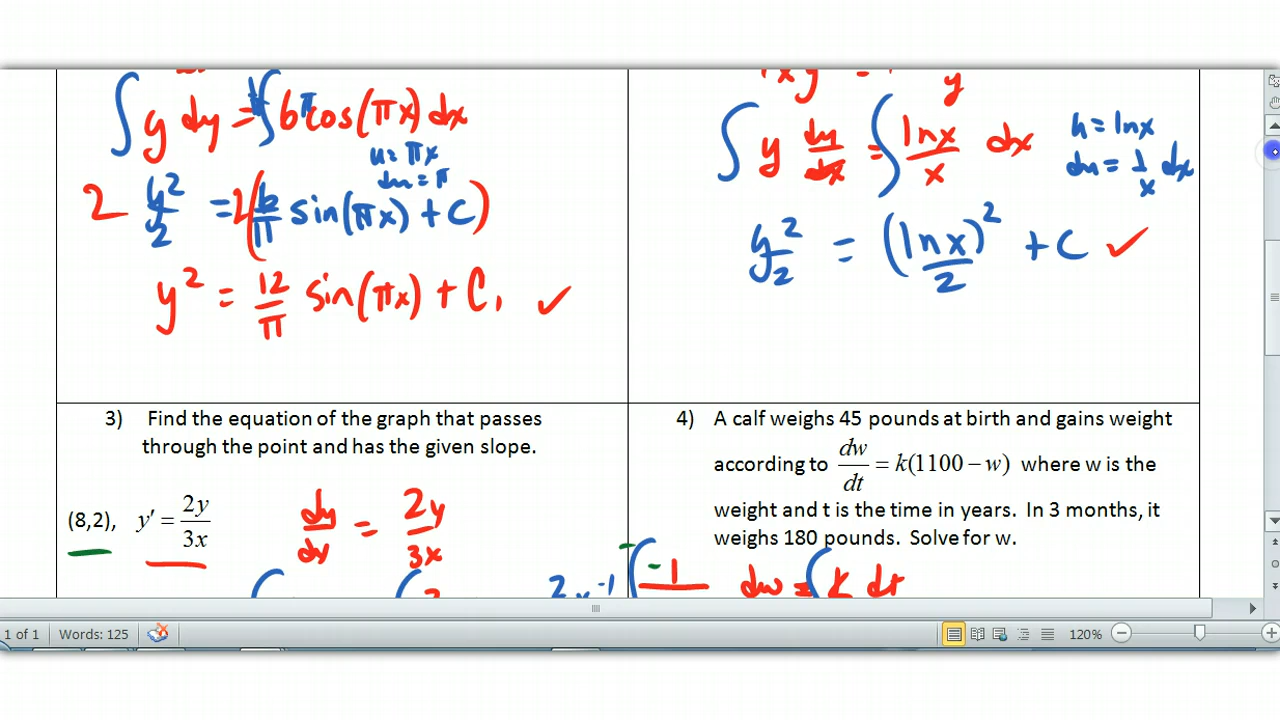 ∫ y dy = ∫ 6π cos(πx) dx
u = πx
du = π
2 y²/2 = 2(6/π sin(πx) + C)
y² = 12/π sin(πx) + C₁ ✓
y
∫ y dy/dx = ∫ lnx/x dx
u = lnx
du = 1/x dx
y²/2 = (lnx)²/2 + C ✓
3) Find the equation of the graph that passes
through the point and has the given slope.
(8,2), y′ = 2y/3x
dy/dx = 2y/3x
4) A calf weighs 45 pounds at birth and gains weight
according to dw/dt = k(1100 − w) where w is the
weight and t is the time in years. In 3 months, it
weighs 180 pounds. Solve for w.
-∫ -1 dw = ∫ k dt
1 of 1
Words: 125
120%